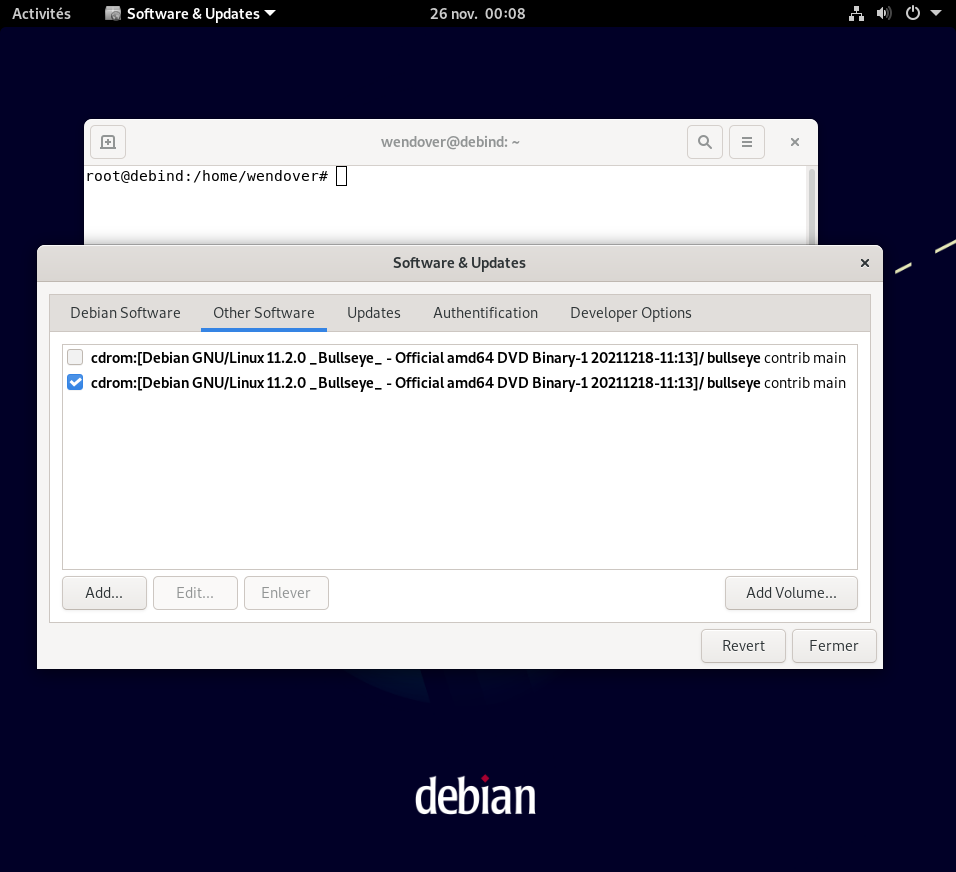 Activités Software & Updates 26 nov. 00:08
wendover@debind: ~
root@debind:/home/wendover#
Software & Updates
Debian Software Other Software Updates Authentification Developer Options
cdrom:[Debian GNU/Linux 11.2.0 _Bullseye_ - Official amd64 DVD Binary-1 20211218-11:13]/ bullseye contrib main
cdrom:[Debian GNU/Linux 11.2.0 _Bullseye_ - Official amd64 DVD Binary-1 20211218-11:13]/ bullseye contrib main
Add... Edit... Enlever Add Volume...
Revert Fermer
debian